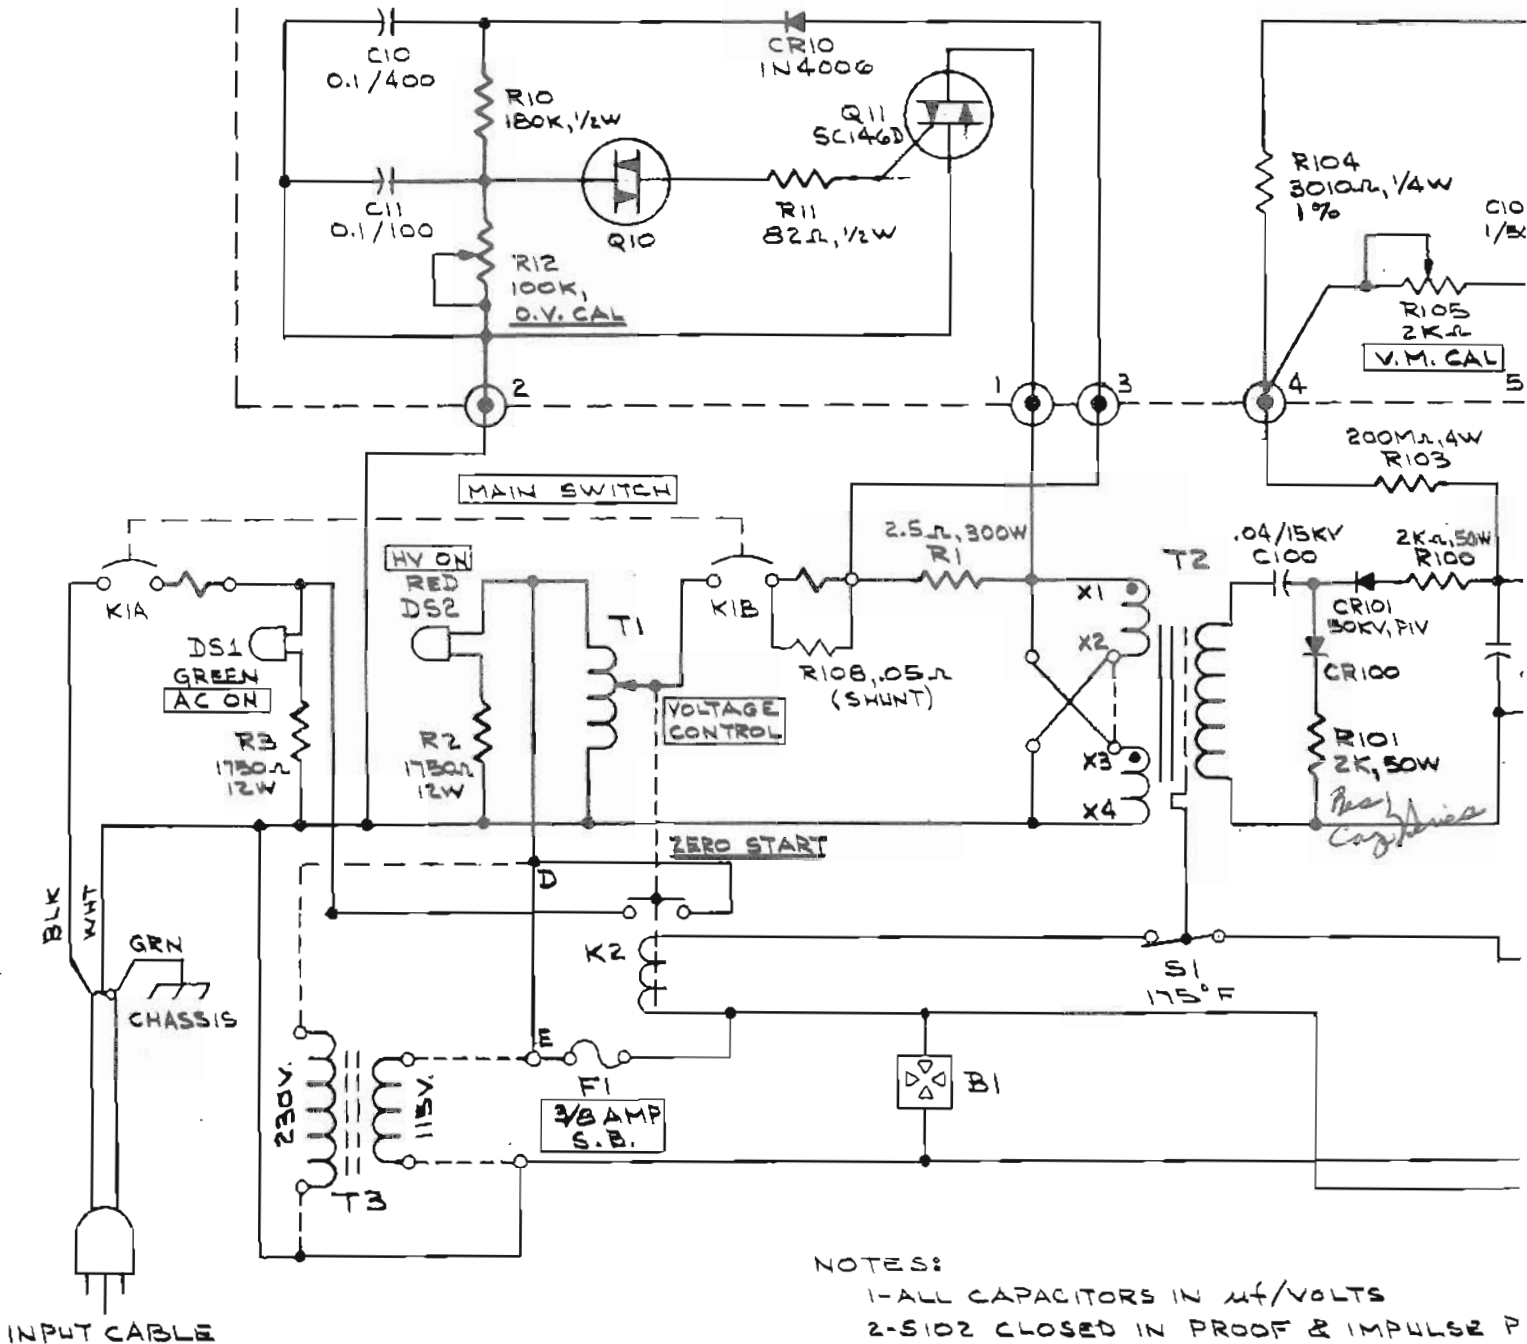 C10
0.1/400
CR10
1N4006
R10
180K, 1/2W
Q11
SC146D
C11
0.1/100
Q10
R11
82Ω, 1/2W
R12
100K,
O.V. CAL
R104
3010Ω, 1/4W
1%
C10
R105
2KΩ
V.M. CAL
2
1
3
4
5
200MΩ, 4W
R103
MAIN SWITCH
K1A
DS1
GREEN
AC ON
R3
1750Ω
12W
HV ON
RED
DS2
R2
1750Ω
12W
T1
VOLTAGE
CONTROL
K1B
R108, .05Ω
(SHUNT)
2.5Ω, 300W
R1
X1
X2
X3
X4
T2
.04/15KV
C100
2KΩ, 50W
R100
CR101
PIV
CR100
R101
2K, 50W
Res
Series
ZERO START
D
BLK
WHT
GRN
CHASSIS
K2
S1
175°F
E
F1
3/8 AMP
S.B.
B1
230V.
115V.
T3
INPUT CABLE
NOTES:
1-ALL CAPACITORS IN µf/VOLTS
2-S102 CLOSED IN PROOF & IMPULSE P